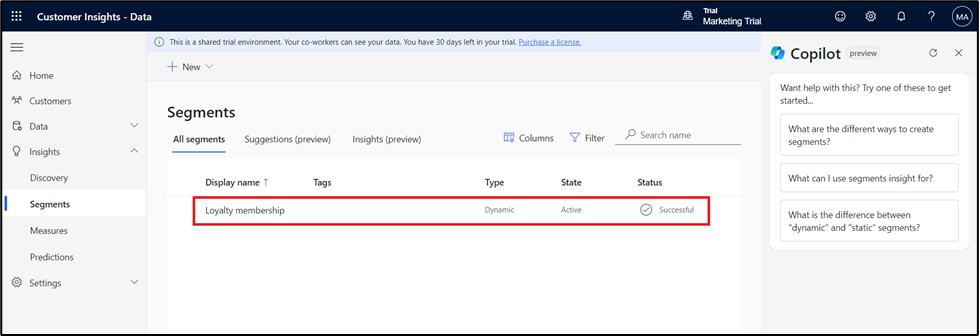 Customer Insights - Data
Trial
Marketing Trial
?
MA
This is a shared trial environment. Your co-workers can see your data. You have 30 days left in your trial. Purchase a license.
New
Home
Customers
Data
Insights
Discovery
Segments
Measures
Predictions
Settings
Segments
All segments
Suggestions (preview)
Insights (preview)
Columns
Filter
Search name
Display name ↑
Tags
Type
State
Status
Loyalty membership
Dynamic
Active
Successful
Copilot
preview
Want help with this? Try one of these to get
started...
What are the different ways to create
segments?
What can I use segments insight for?
What is the difference between
"dynamic" and "static" segments?